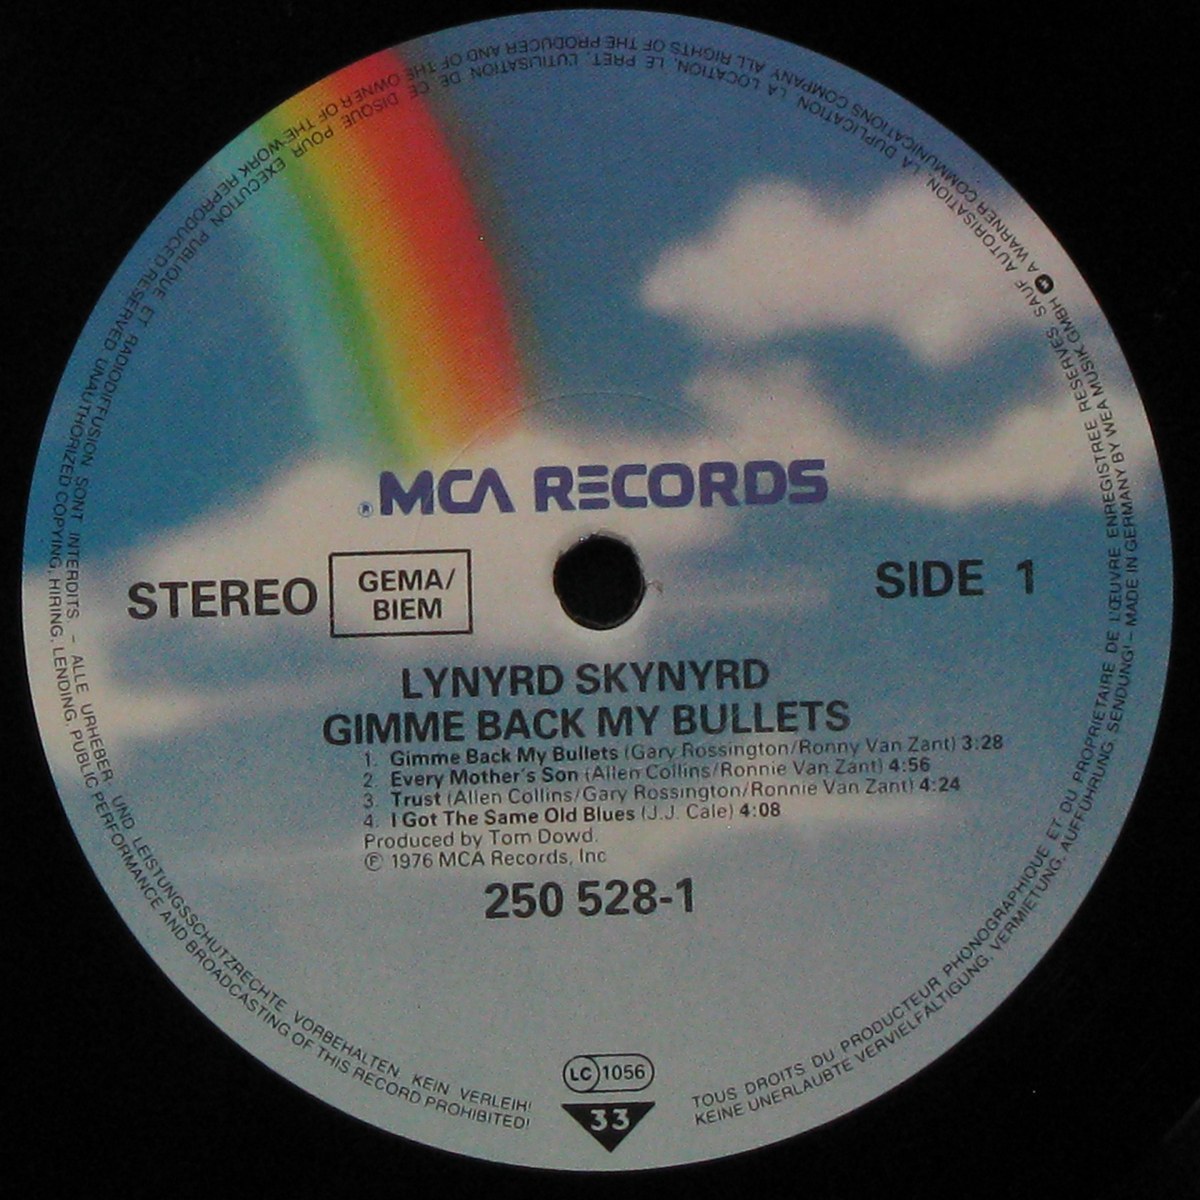 ® MCA RECORDS
STEREO
GEMA/
BIEM
SIDE 1
LYNYRD SKYNYRD
GIMME BACK MY BULLETS
1. Gimme Back My Bullets (Gary Rossington/Ronny Van Zant) 3:28
2. Every Mother's Son (Allen Collins/Ronnie Van Zant) 4:56
3. Trust (Allen Collins/Gary Rossington/Ronnie Van Zant) 4:24
4. I Got The Same Old Blues (J.J. Cale) 4:08
Produced by Tom Dowd.
℗ 1976 MCA Records, Inc
250 528-1
LC 1056
33
TOUS DROITS DU PRODUCTEUR PHONOGRAPHIQUE ET DU PROPRIETAIRE DE L'ŒUVRE ENREGISTREE RESERVES. SAUF AUTORISATION, LA DUPLICATION, LA LOCATION, LE PRET, L'UTILISATION DE CE DISQUE POUR EXECUTION PUBLIQUE ET RADIODIFFUSION SONT INTERDITS. – ALLE URHEBER UND LEISTUNGSSCHUTZRECHTE VORBEHALTEN. KEIN VERLEIH!
KEINE UNERLAUBTE VERVIELFÄLTIGUNG, VERMIETUNG, AUFFÜHRUNG, SENDUNG! – MADE IN GERMANY BY WEA MUSIK GMBH A WARNER COMMUNICATIONS COMPANY ALL RIGHTS OF THE PRODUCER AND OF THE OWNER OF THE WORK REPRODUCED RESERVED UNAUTHORIZED COPYING, HIRING, LENDING, PUBLIC PERFORMANCE AND BROADCASTING OF THIS RECORD PROHIBITED!